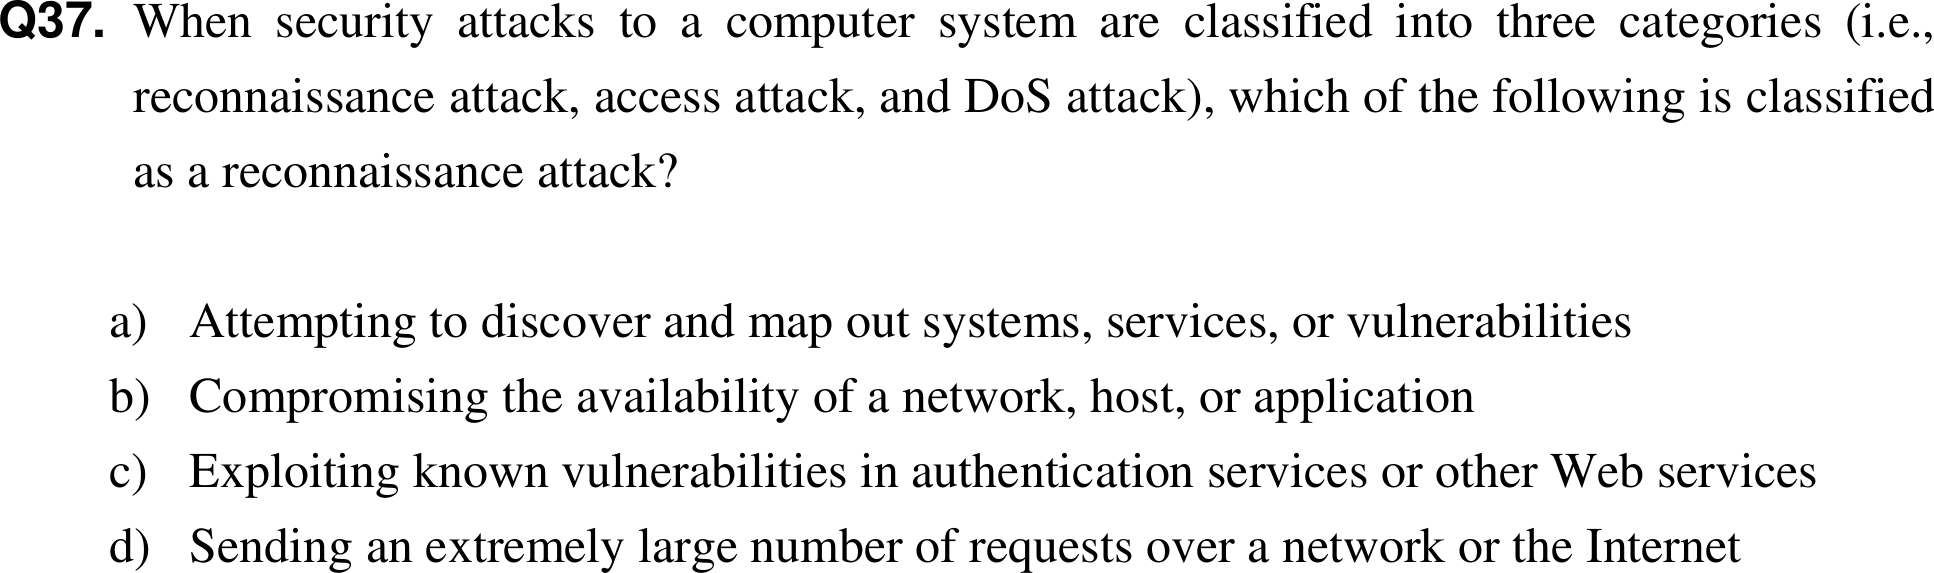 Q37. When security attacks to a computer system are classified into three categories (i.e.,
reconnaissance attack, access attack, and DoS attack), which of the following is classified
as a reconnaissance attack?
a) Attempting to discover and map out systems, services, or vulnerabilities
b) Compromising the availability of a network, host, or application
c) Exploiting known vulnerabilities in authentication services or other Web services
d) Sending an extremely large number of requests over a network or the Internet